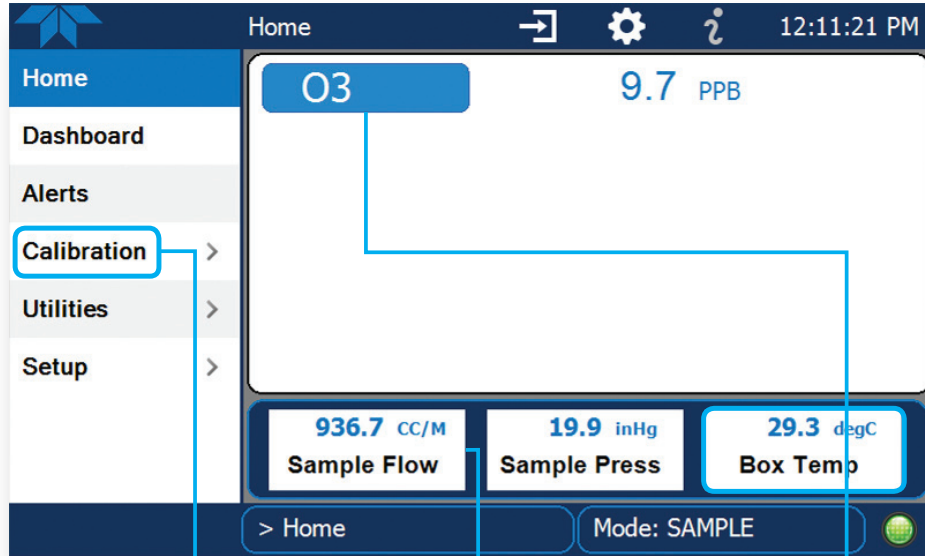 Home 12:11:21 PM
Home
Dashboard
Alerts
Calibration >
Utilities >
Setup >
O3 9.7 PPB
936.7 CC/M 19.9 inHg 29.3 degC
Sample Flow Sample Press Box Temp
> Home Mode: SAMPLE